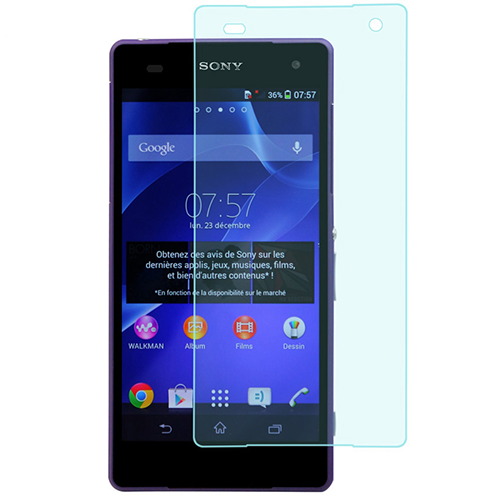 SONY
36% 07:57
Google
07:57
lun. 23 décembre
Obtenez des avis de Sony sur les
dernières applis, jeux, musiques, films,
et bien d'autres contenus* !
*En fonction de la disponibilité sur le marché
WALKMAN Album Films Dessin